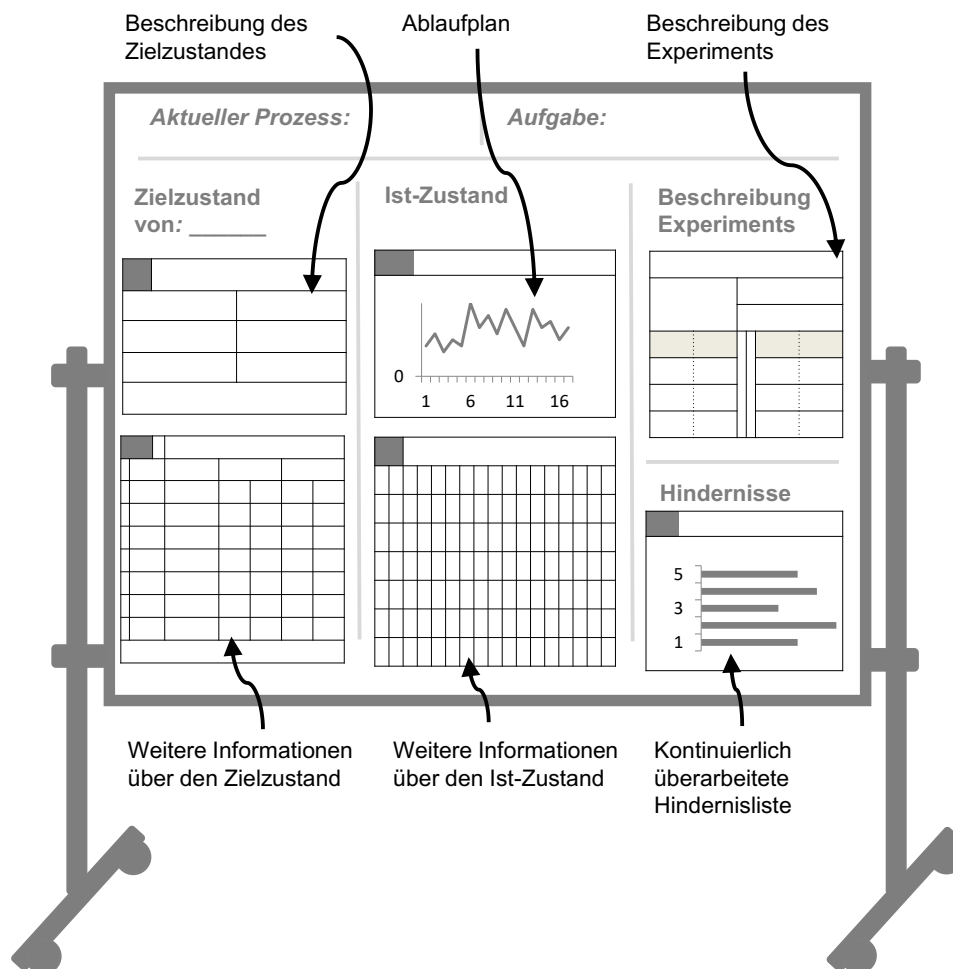 Beschreibung des
Zielzustandes
Ablaufplan
Beschreibung des
Experiments
Aktueller Prozess:
Aufgabe:
Zielzustand
von: ______
Ist-Zustand
0
1 6 11 16
Beschreibung
Experiments
Hindernisse
5
3
1
Weitere Informationen
über den Zielzustand
Weitere Informationen
über den Ist-Zustand
Kontinuierlich
überarbeitete
Hindernisliste